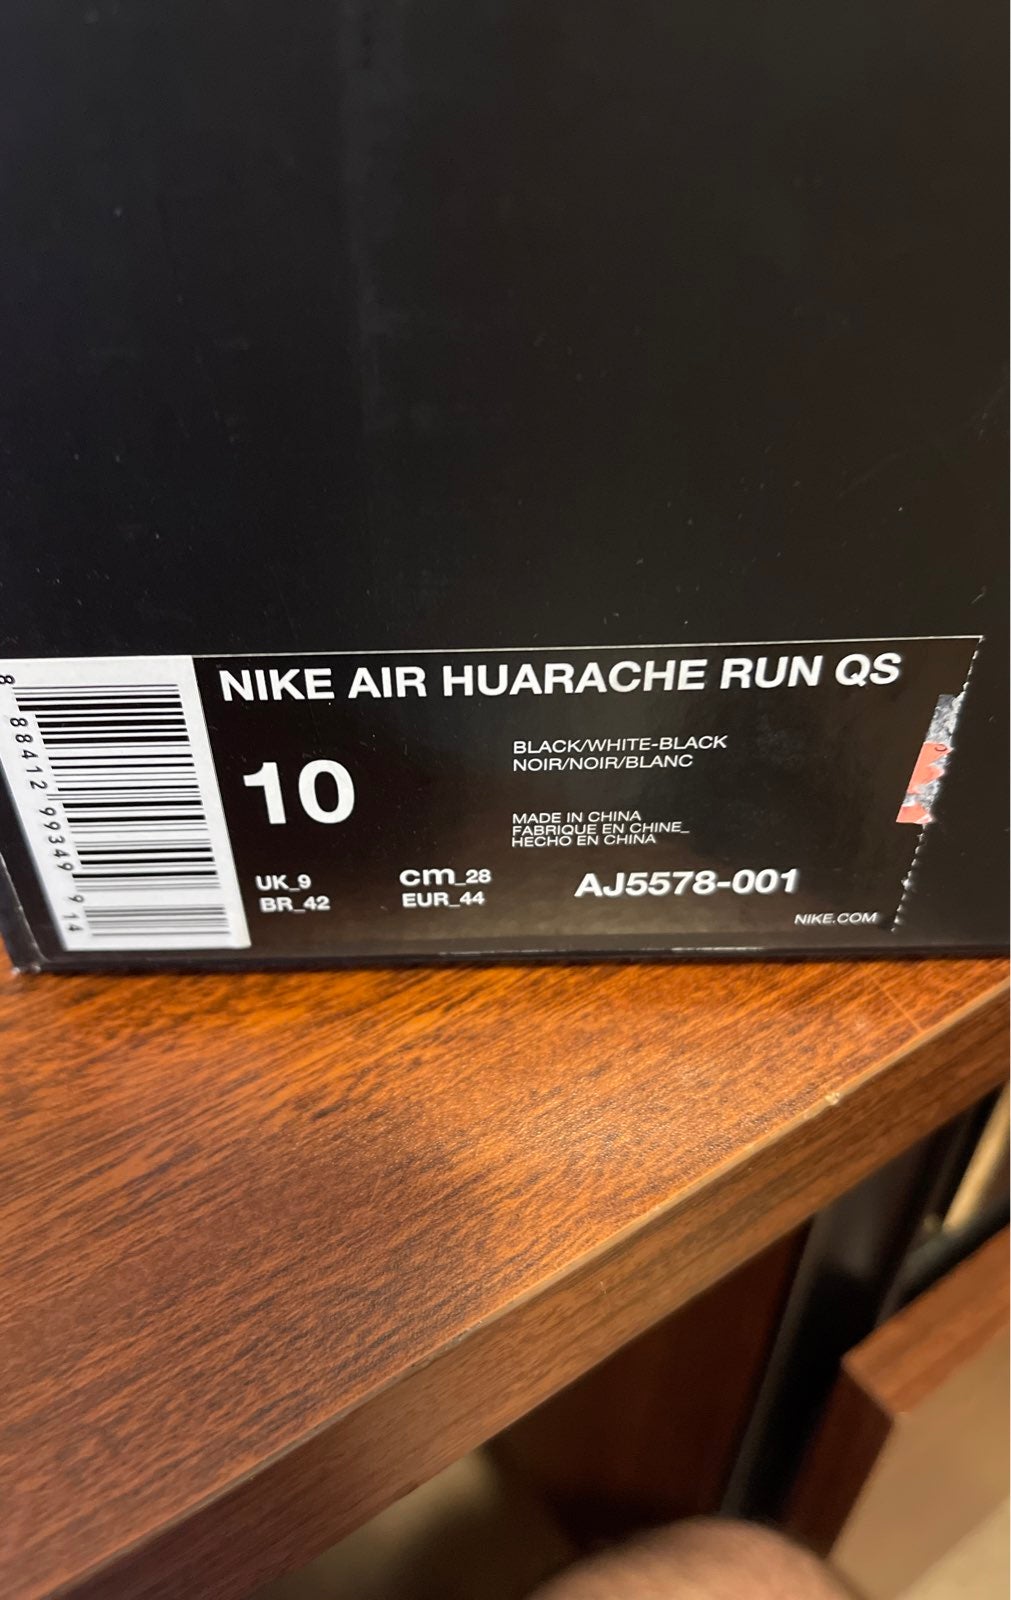 8 88412 99349 9 14
NIKE AIR HUARACHE RUN QS
10
BLACK/WHITE-BLACK
NOIR/NOIR/BLANC
MADE IN CHINA
FABRIQUE EN CHINE_
HECHO EN CHINA
UK_9
BR_42
cm_28
EUR_44
AJ5578-001
NIKE.COM